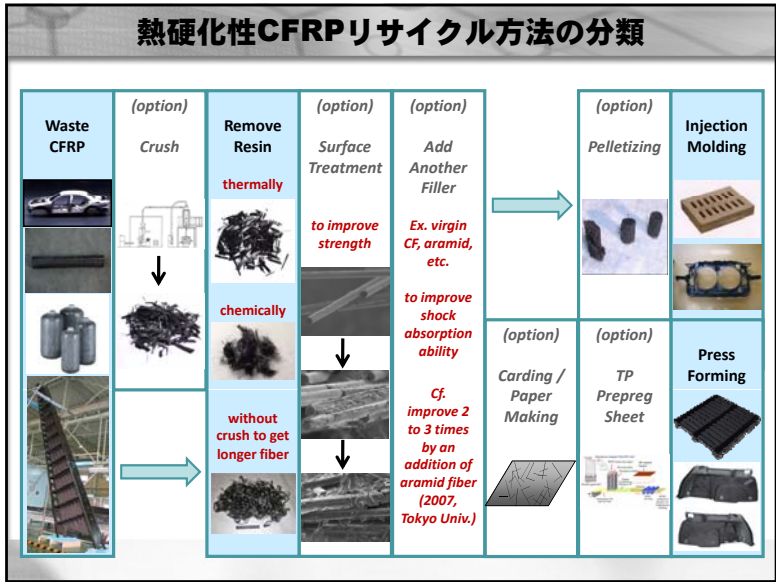 熱硬化性CFRPリサイクル方法の分類
Waste
CFRP
(option)
Crush
Remove
Resin
thermally
chemically
without
crush to get
longer fiber
(option)
Surface
Treatment
to improve
strength
(option)
Add
Another
Filler
Ex. virgin
CF, aramid,
etc.
to improve
shock
absorption
ability
Cf.
improve 2
to 3 times
by an
addition of
aramid fiber
(2007,
Tokyo Univ.)
(option)
Pelletizing
Injection
Molding
(option)
Carding /
Paper
Making
(option)
TP
Prepreg
Sheet
Press
Forming